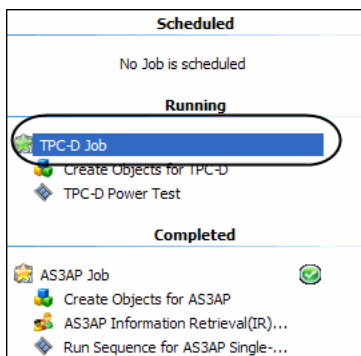 Scheduled
No Job is scheduled
Running
TPC-D Job
Create Objects for TPC-D
TPC-D Power Test
Completed
AS3AP Job
Create Objects for AS3AP
AS3AP Information Retrieval(IR)...
Run Sequence for AS3AP Single-...